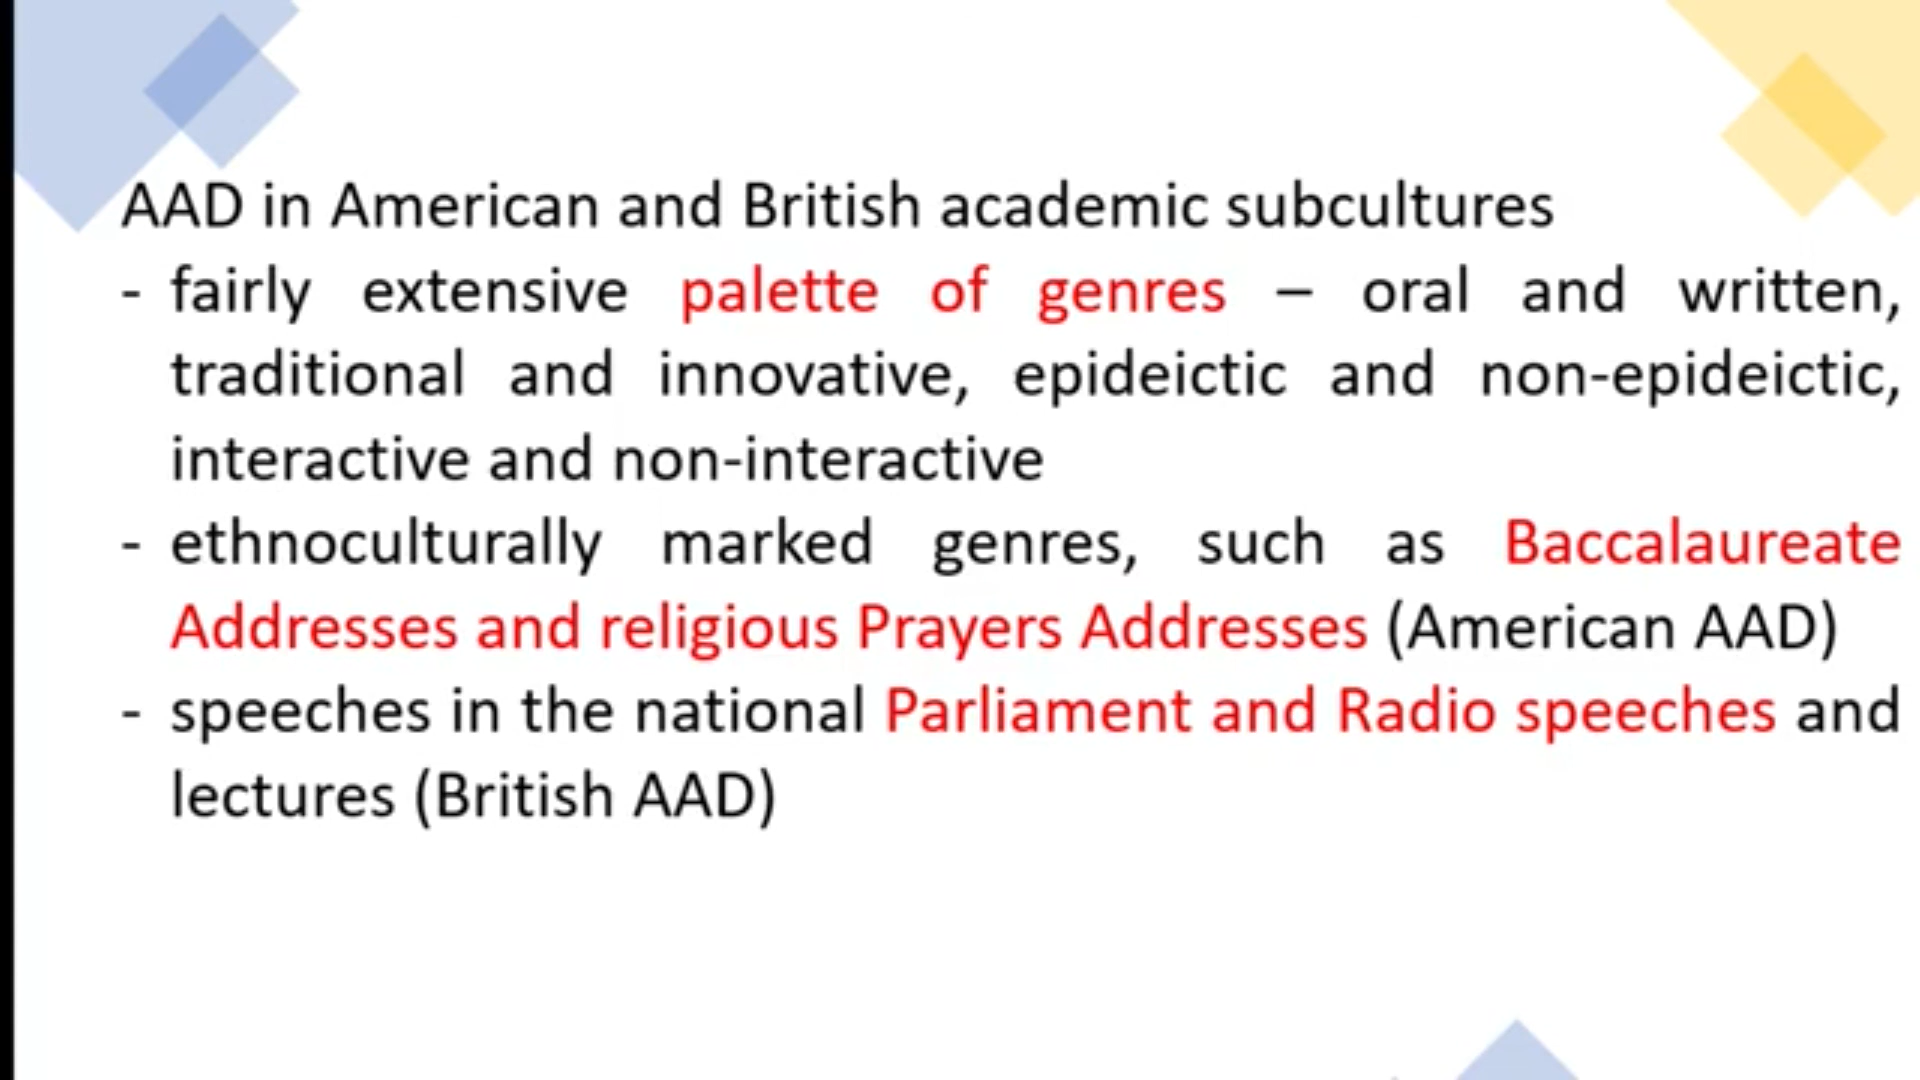 AAD in American and British academic subcultures
- fairly extensive palette of genres – oral and written,
traditional and innovative, epideictic and non-epideictic,
interactive and non-interactive
- ethnoculturally marked genres, such as Baccalaureate
Addresses and religious Prayers Addresses (American AAD)
- speeches in the national Parliament and Radio speeches and
lectures (British AAD)